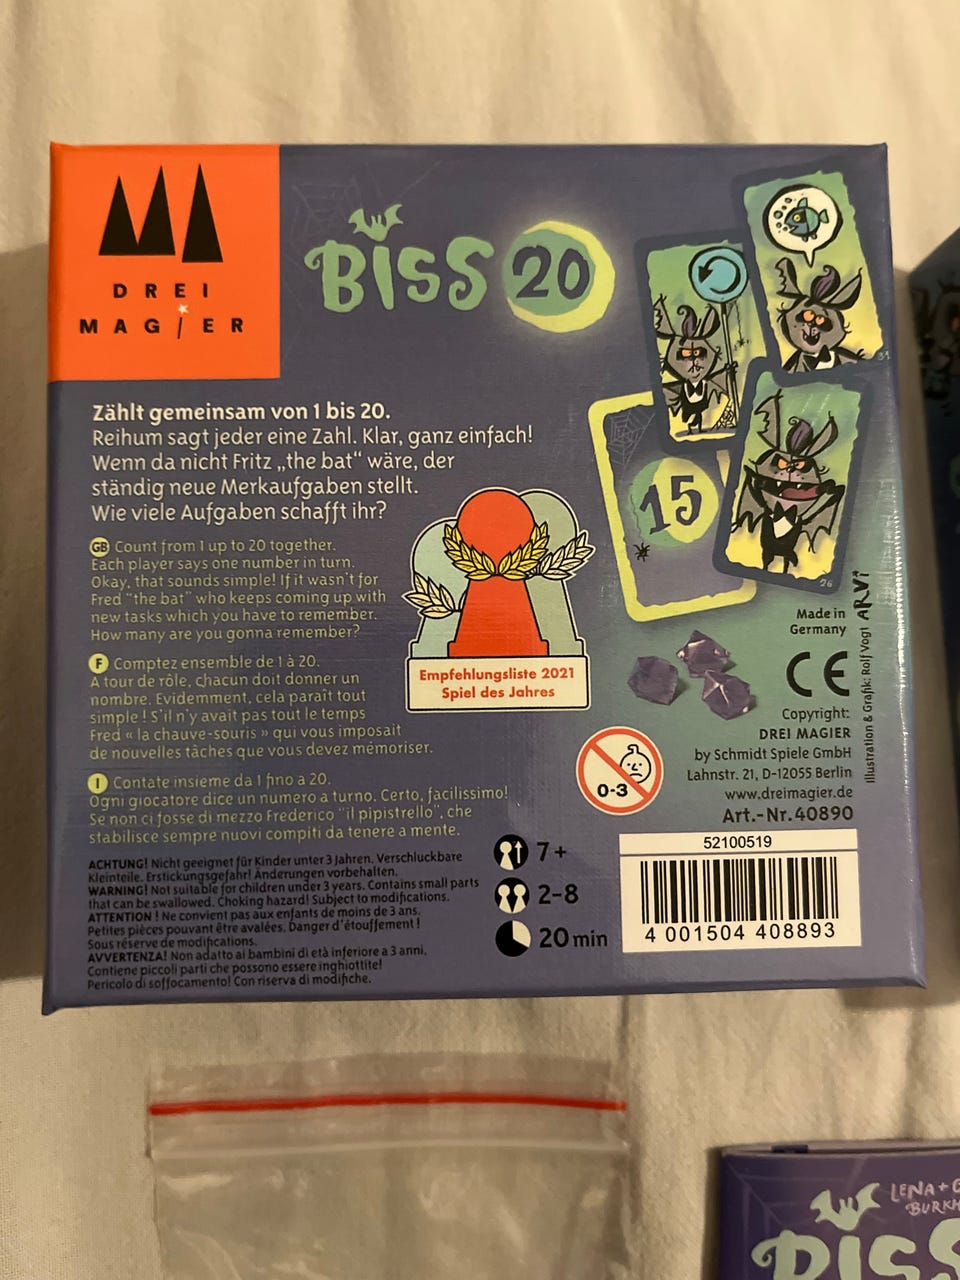 DREI
MAGIER
BISS 20
15
31
26
Zählt gemeinsam von 1 bis 20.
Reihum sagt jeder eine Zahl. Klar, ganz einfach!
Wenn da nicht Fritz „the bat“ wäre, der
ständig neue Merkaufgaben stellt.
Wie viele Aufgaben schafft ihr?
GB Count from 1 up to 20 together.
Each player says one number in turn.
Okay, that sounds simple! If it wasn't for
Fred "the bat" who keeps coming up with
new tasks which you have to remember.
How many are you gonna remember?
F Comptez ensemble de 1 à 20.
A tour de rôle, chacun doit donner un
nombre. Evidemment, cela paraît tout
simple ! S'il n'y avait pas tout le temps
Fred « la chauve-souris » qui vous imposait
de nouvelles tâches que vous devez mémoriser.
I Contate insieme da 1 fino a 20.
Ogni giocatore dice un numero a turno. Certo, facilissimo!
Se non ci fosse di mezzo Frederico "il pipistrello", che
stabilisce sempre nuovi compiti da tenere a mente.
ACHTUNG! Nicht geeignet für Kinder unter 3 Jahren. Verschluckbare
Kleinteile. Erstickungsgefahr! Änderungen vorbehalten.
WARNING! Not suitable for children under 3 years. Contains small parts
that can be swallowed. Choking hazard! Subject to modifications.
ATTENTION ! Ne convient pas aux enfants de moins de 3 ans.
Petites pièces pouvant être avalées. Danger d'étouffement !
Sous réserve de modifications.
AVVERTENZA! Non adatto ai bambini di età inferiore a 3 anni.
Contiene piccoli parti che possono essere inghiottite!
Pericolo di soffocamento! Con riserva di modifiche.
Empfehlungsliste 2021
Spiel des Jahres
0-3
7+
2-8
20 min
Made in
Germany
CE
Copyright:
DREI MAGIER
by Schmidt Spiele GmbH
Lahnstr. 21, D-12055 Berlin
www.dreimagier.de
Art.-Nr. 40890
Illustration & Grafik: Rolf Vogt ARVi
52100519
4 001504 408893
LENA +
BISS